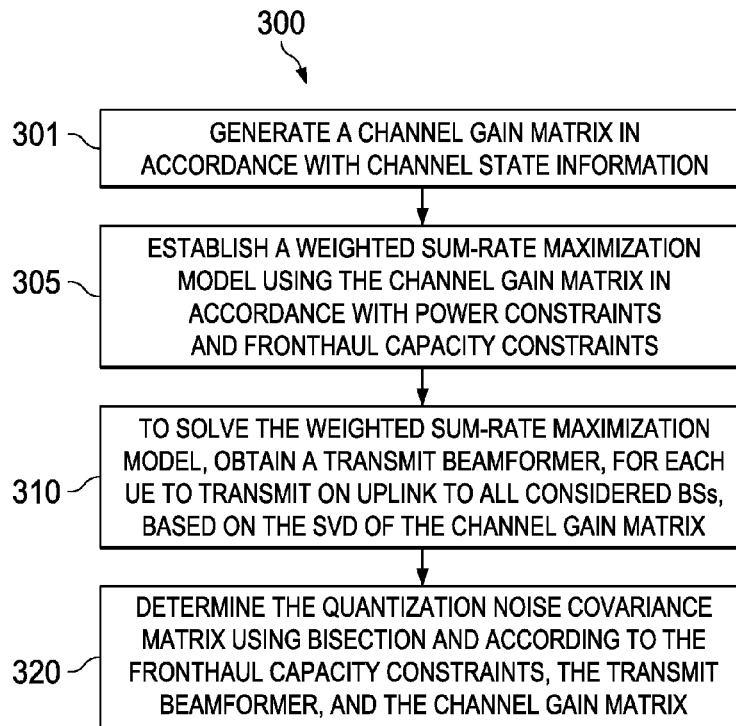 300
301
GENERATE A CHANNEL GAIN MATRIX IN
ACCORDANCE WITH CHANNEL STATE INFORMATION
305
ESTABLISH A WEIGHTED SUM-RATE MAXIMIZATION
MODEL USING THE CHANNEL GAIN MATRIX IN
ACCORDANCE WITH POWER CONSTRAINTS
AND FRONTHAUL CAPACITY CONSTRAINTS
310
TO SOLVE THE WEIGHTED SUM-RATE MAXIMIZATION
MODEL, OBTAIN A TRANSMIT BEAMFORMER, FOR EACH
UE TO TRANSMIT ON UPLINK TO ALL CONSIDERED BSs,
BASED ON THE SVD OF THE CHANNEL GAIN MATRIX
320
DETERMINE THE QUANTIZATION NOISE COVARIANCE
MATRIX USING BISECTION AND ACCORDING TO THE
FRONTHAUL CAPACITY CONSTRAINTS, THE TRANSMIT
BEAMFORMER, AND THE CHANNEL GAIN MATRIX